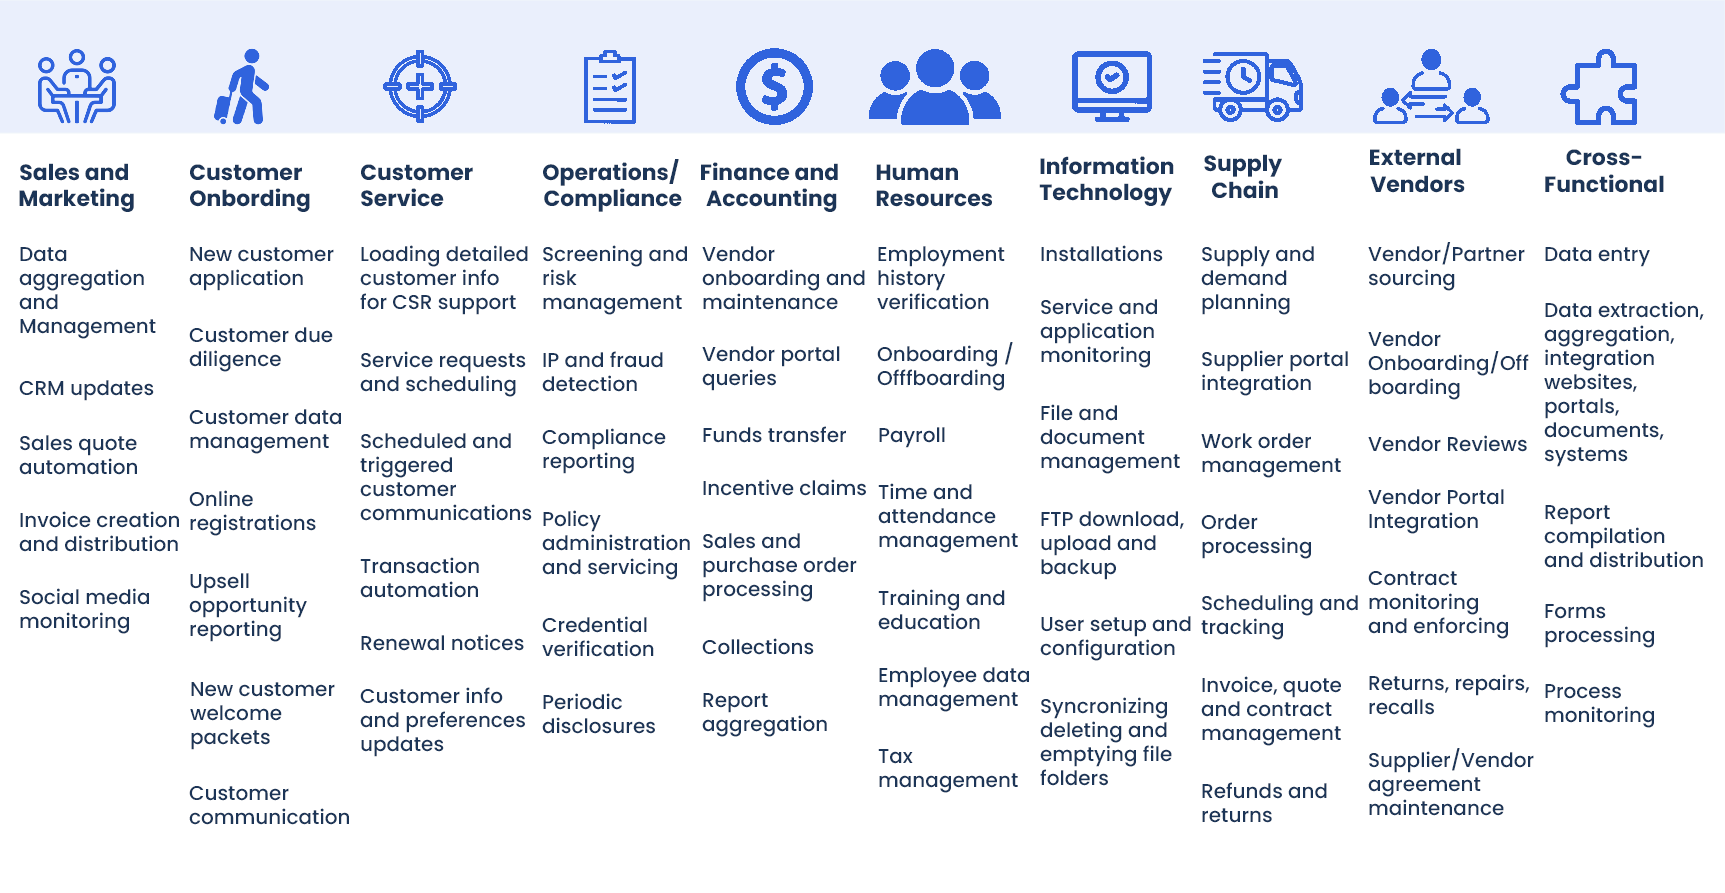 Sales and
Marketing
Data
aggregation
and
Management
CRM updates
Sales quote
automation
Invoice creation
and distribution
Social media
monitoring
Customer
Onbording
New customer
application
Customer due
diligence
Customer data
management
Online
registrations
Upsell
opportunity
reporting
New customer
welcome
packets
Customer
communication
Customer
Service
Loading detailed
customer info
for CSR support
Service requests
and scheduling
Scheduled and
triggered
customer
communications
Transaction
automation
Renewal notices
Customer info
and preferences
updates
Operations/
Compliance
Screening and
risk
management
IP and fraud
detection
Compliance
reporting
Policy
administration
and servicing
Credential
verification
Periodic
disclosures
Finance and
Accounting
Vendor
onboarding and
maintenance
Vendor portal
queries
Funds transfer
Incentive claims
Sales and
purchase order
processing
Collections
Report
aggregation
Human
Resources
Employment
history
verification
Onboarding /
Offfboarding
Payroll
Time and
attendance
management
Training and
education
Employee data
management
Tax
management
Information
Technology
Installations
Service and
application
monitoring
File and
document
management
FTP download,
upload and
backup
User setup and
configuration
Syncronizing
deleting and
emptying file
folders
Supply
Chain
Supply and
demand
planning
Supplier portal
integration
Work order
management
Order
processing
Scheduling and
tracking
Invoice, quote
and contract
management
Refunds and
returns
External
Vendors
Vendor/Partner
sourcing
Vendor
Onboarding/Off
boarding
Vendor Reviews
Vendor Portal
Integration
Contract
monitoring
and enforcing
Returns, repairs,
recalls
Supplier/Vendor
agreement
maintenance
Cross-
Functional
Data entry
Data extraction,
aggregation,
integration
websites,
portals,
documents,
systems
Report
compilation
and distribution
Forms
processing
Process
monitoring